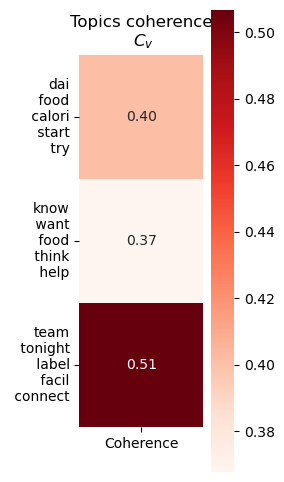 Topics coherence
C_v
dai
food
calori
start
try
0.40
know
want
food
think
help
0.37
team
tonight
label
facil
connect
0.51
Coherence
0.50
0.48
0.46
0.44
0.42
0.40
0.38